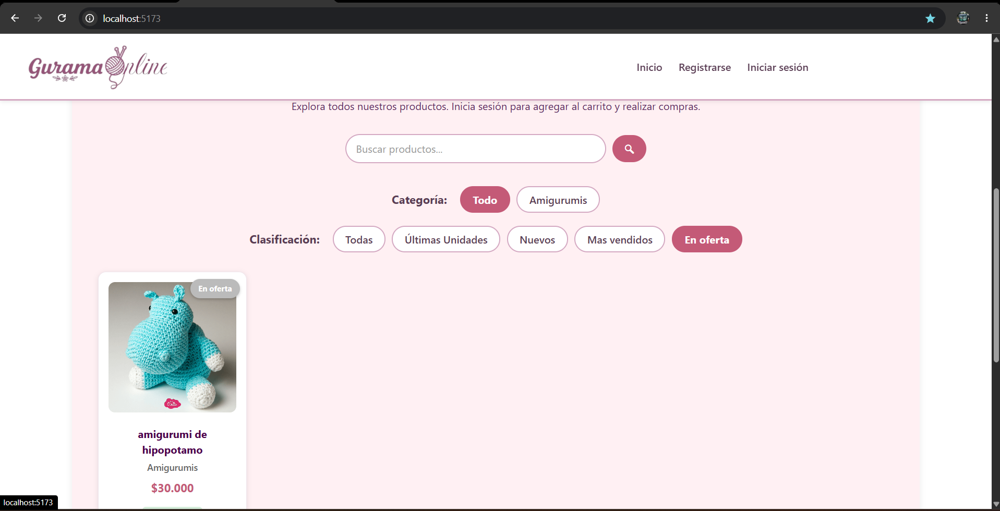 localhost:5173
Gurama Online
Inicio Registrarse Iniciar sesión
Explora todos nuestros productos. Inicia sesión para agregar al carrito y realizar compras.
Buscar productos...
Categoría: Todo Amigurumis
Clasificación: Todas Últimas Unidades Nuevos Mas vendidos En oferta
En oferta
amigurumi de
hipopotamo
Amigurumis
$30.000
localhost:5173